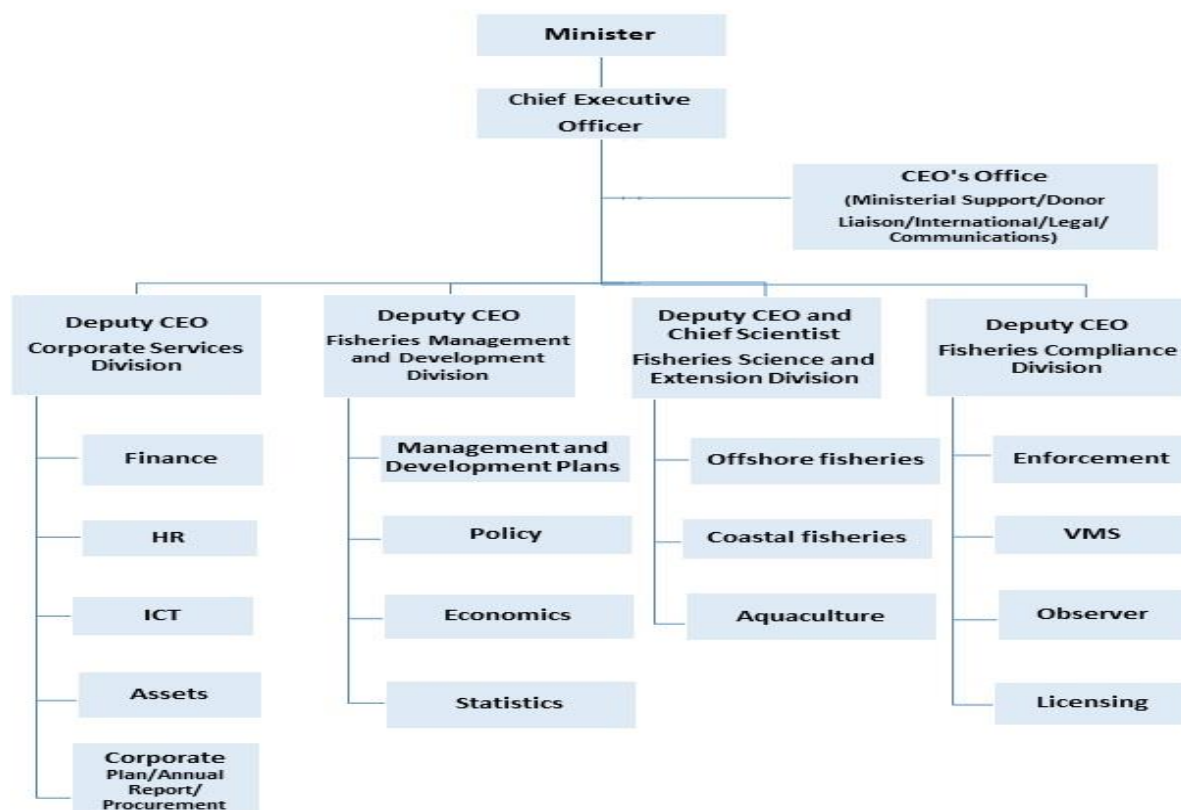 Minister
Chief Executive
Officer
CEO's Office
(Ministerial Support/Donor
Liaison/International/Legal/
Communications)
Deputy CEO
Corporate Services
Division
Deputy CEO
Fisheries Management
and Development
Division
Deputy CEO and
Chief Scientist
Fisheries Science and
Extension Division
Deputy CEO
Fisheries Compliance
Division
Finance
HR
ICT
Assets
Corporate
Plan/Annual
Report/
Procurement
Management and
Development Plans
Policy
Economics
Statistics
Offshore fisheries
Coastal fisheries
Aquaculture
Enforcement
VMS
Observer
Licensing